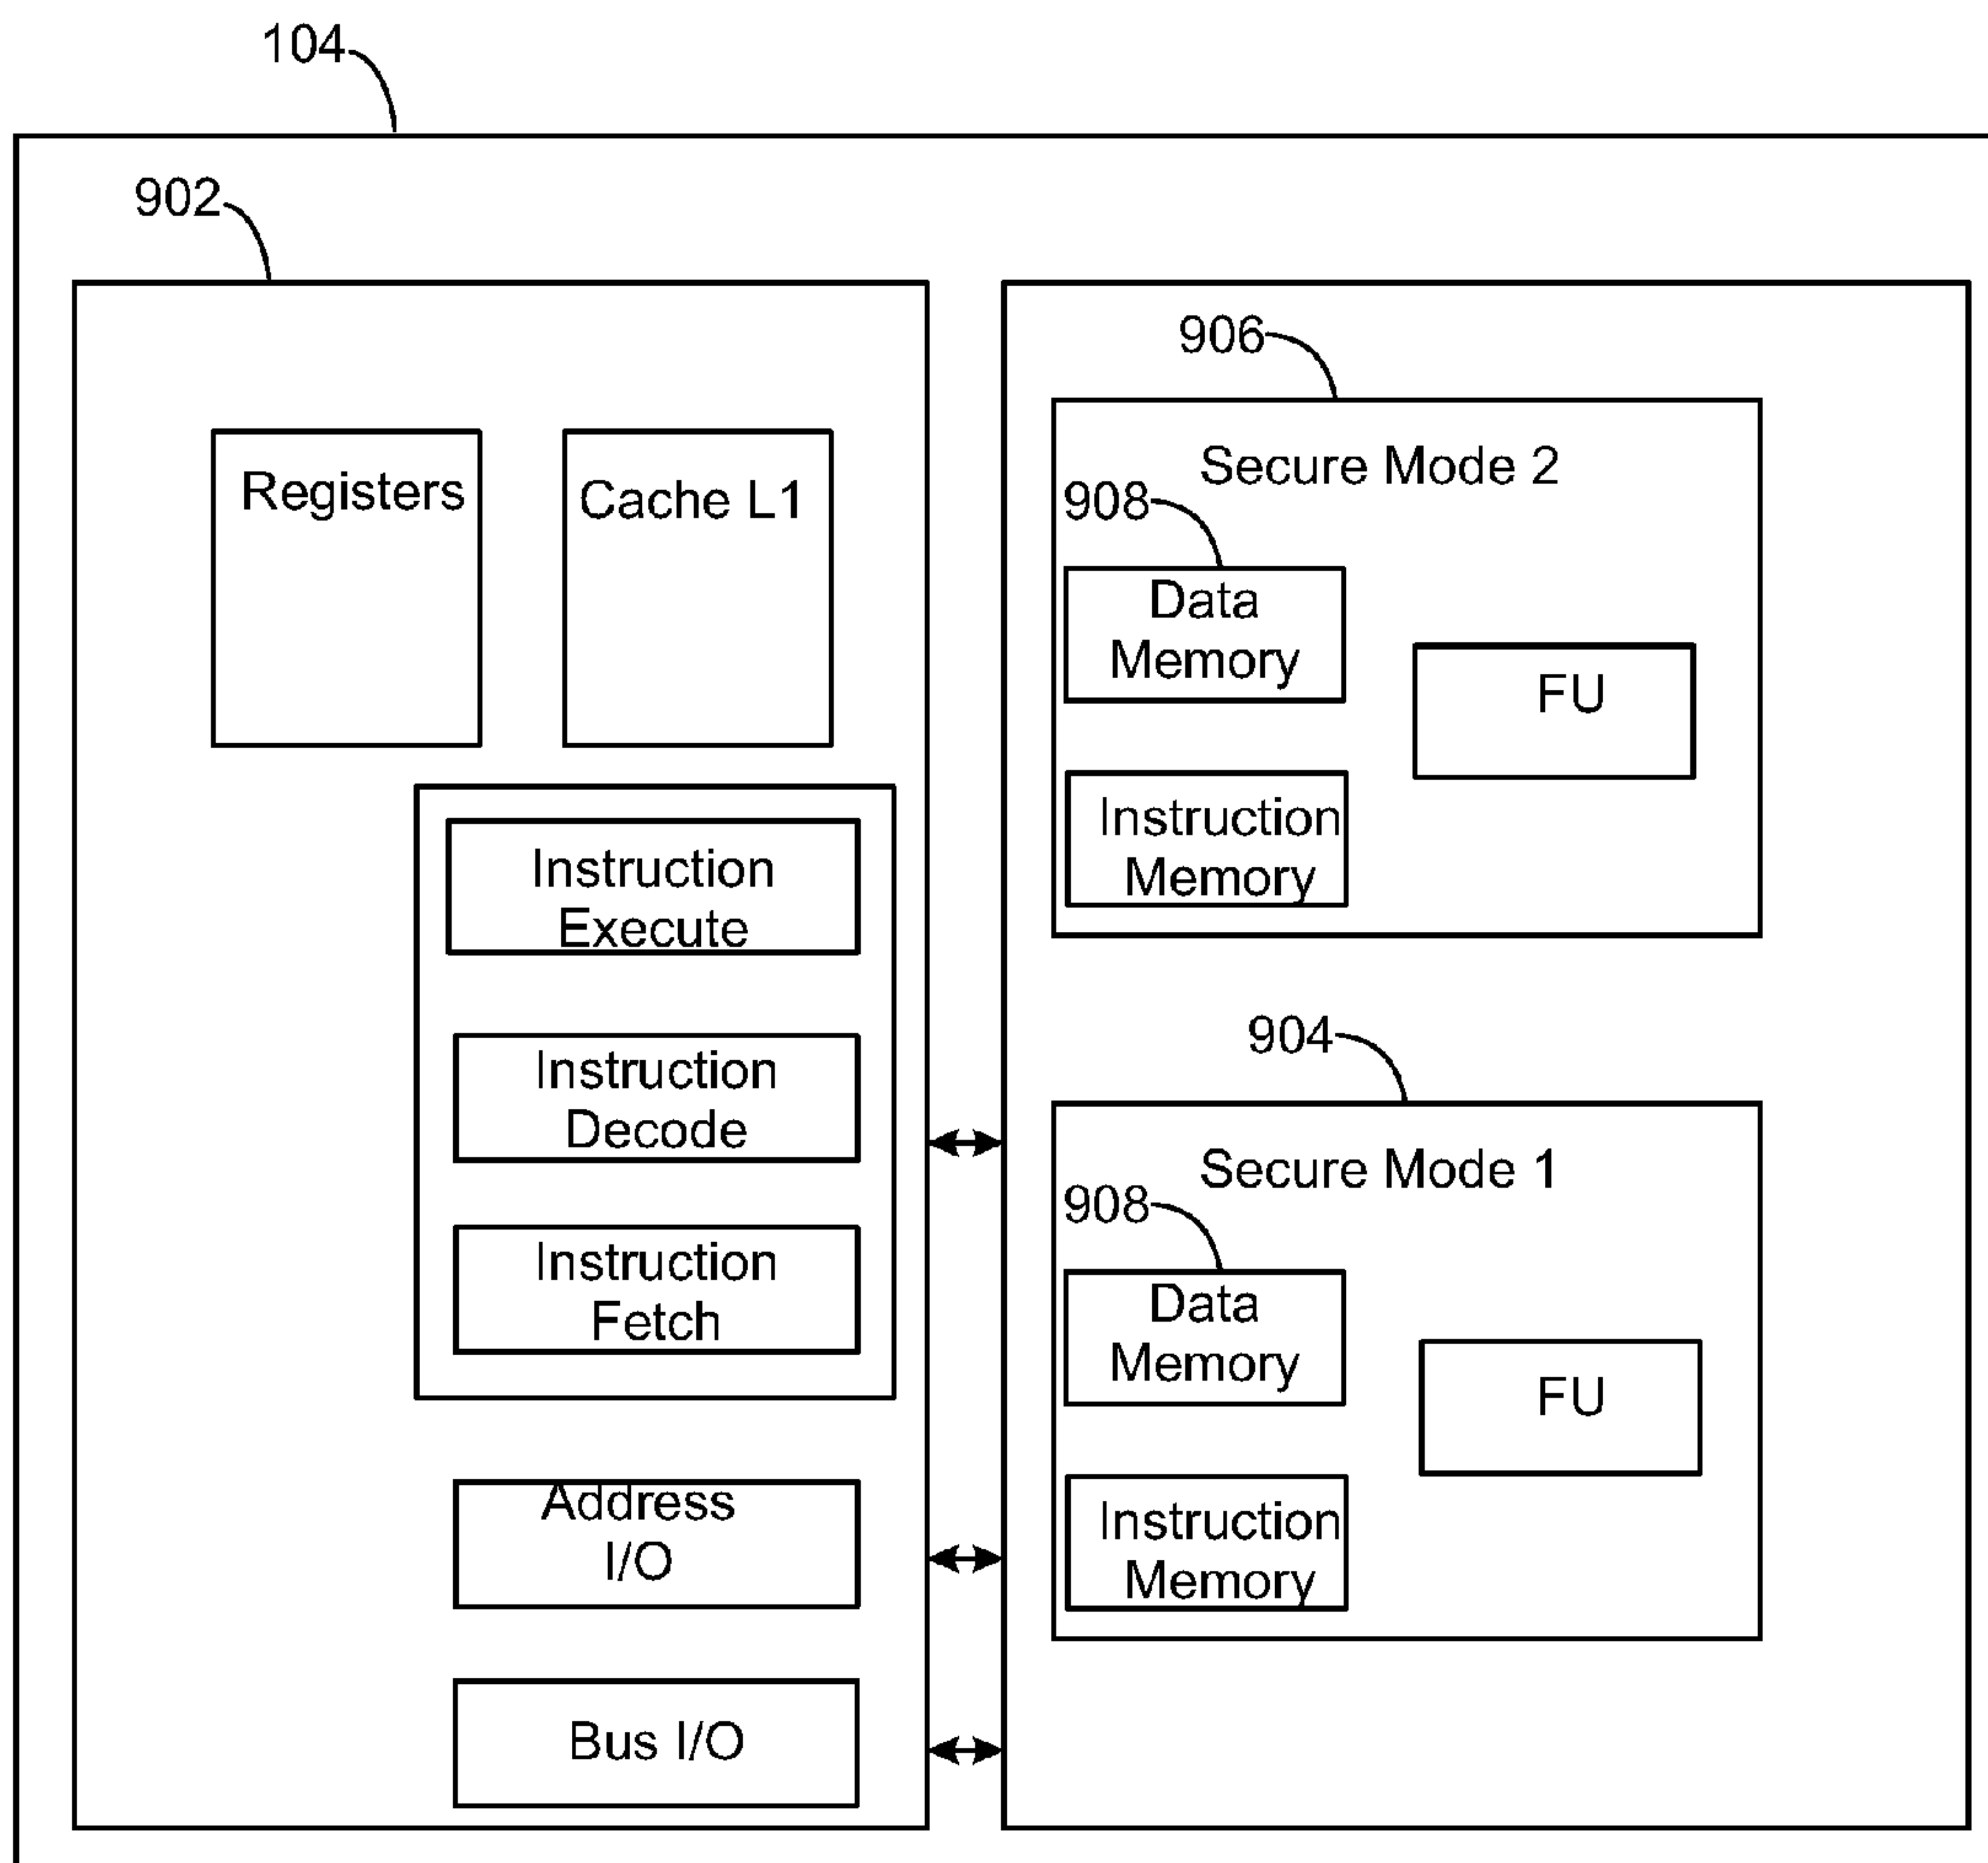 104
902
Registers
Cache L1
Instruction
Execute
Instruction
Decode
Instruction
Fetch
Address
I/O
Bus I/O
906
Secure Mode 2
908
Data
Memory
FU
Instruction
Memory
904
Secure Mode 1
908
Data
Memory
FU
Instruction
Memory